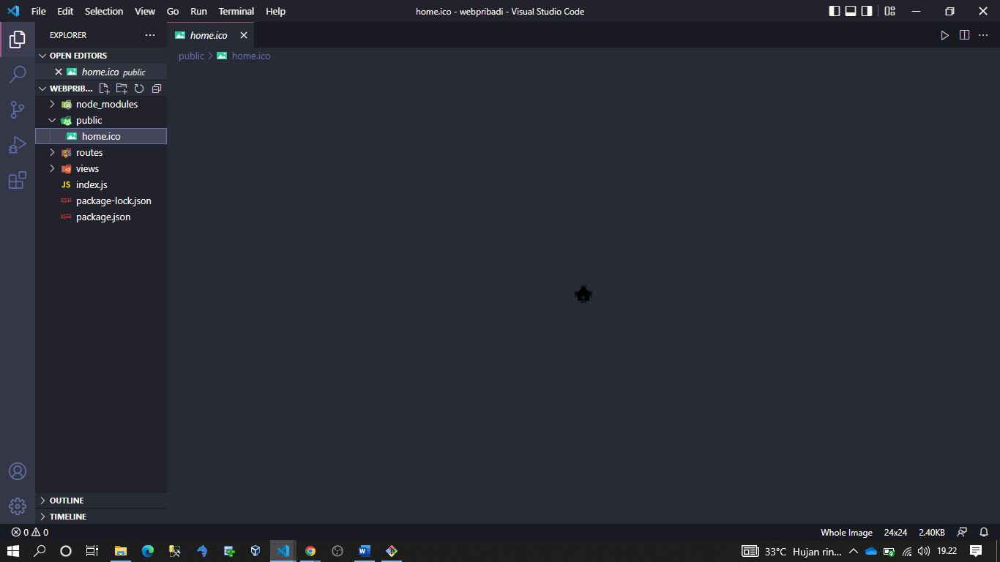 File Edit Selection View Go Run Terminal Help home.ico - webpribadi - Visual Studio Code
EXPLORER
home.ico
OPEN EDITORS
public home.ico
home.ico public
WEBPRIB...
node_modules
public
home.ico
routes
views
JS index.js
package-lock.json
package.json
OUTLINE
TIMELINE
0 0 Whole Image 24x24 2.40KB
33°C Hujan rin... 19.22